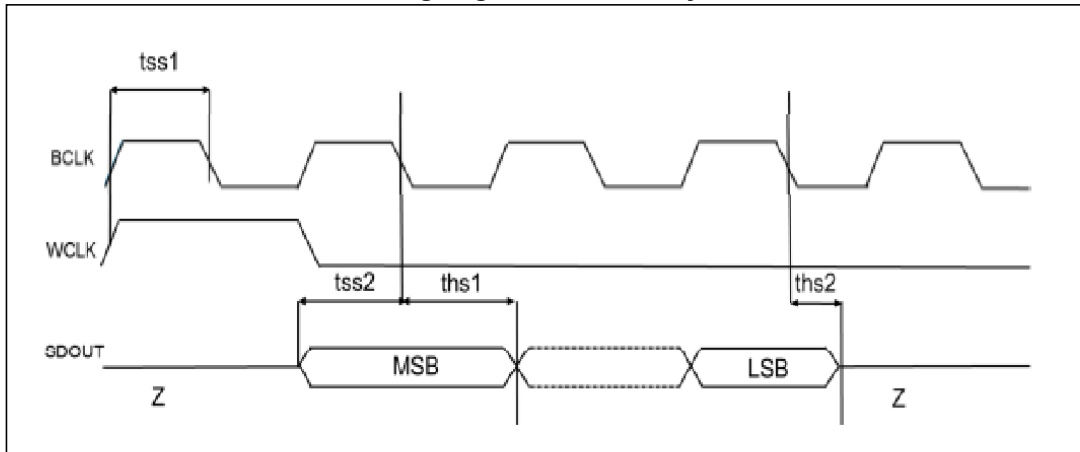 tss1
BCLK
WCLK
tss2 ths1 ths2
SDOUT MSB LSB
Z Z